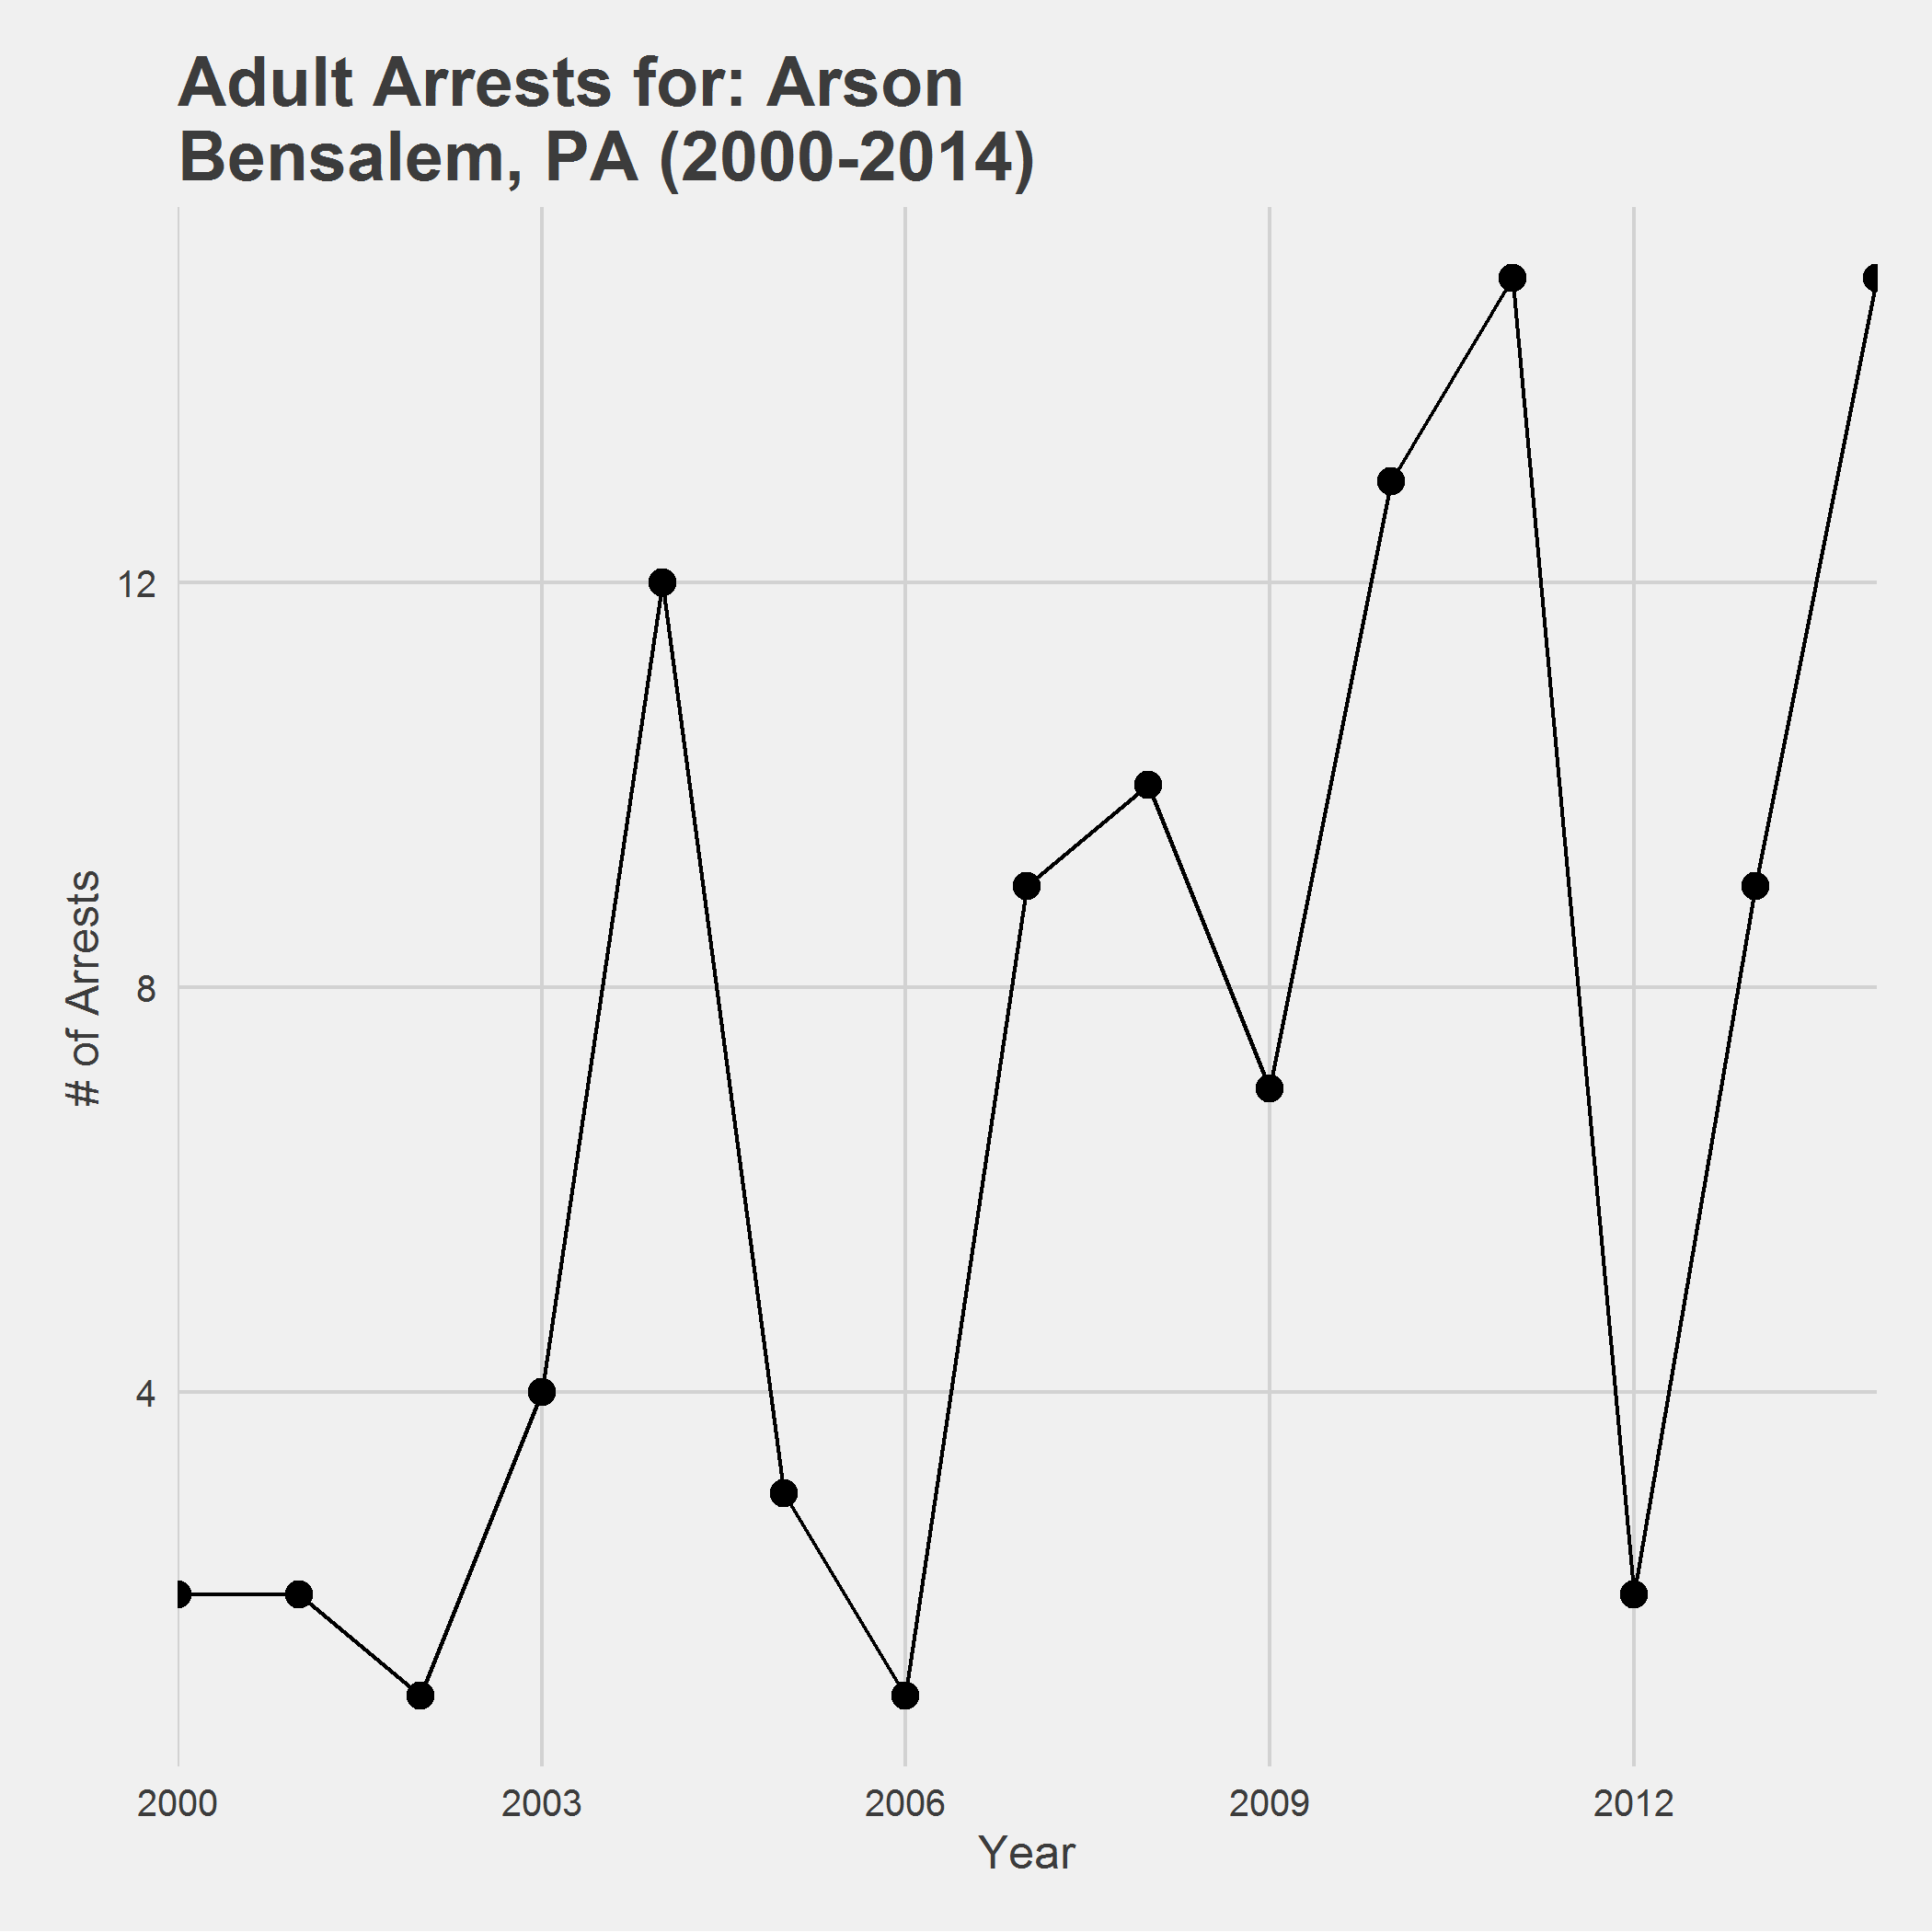 Adult Arrests for: Arson
Bensalem, PA (2000-2014)
# of Arrests
12
8
4
2000 2003 2006 2009 2012
Year